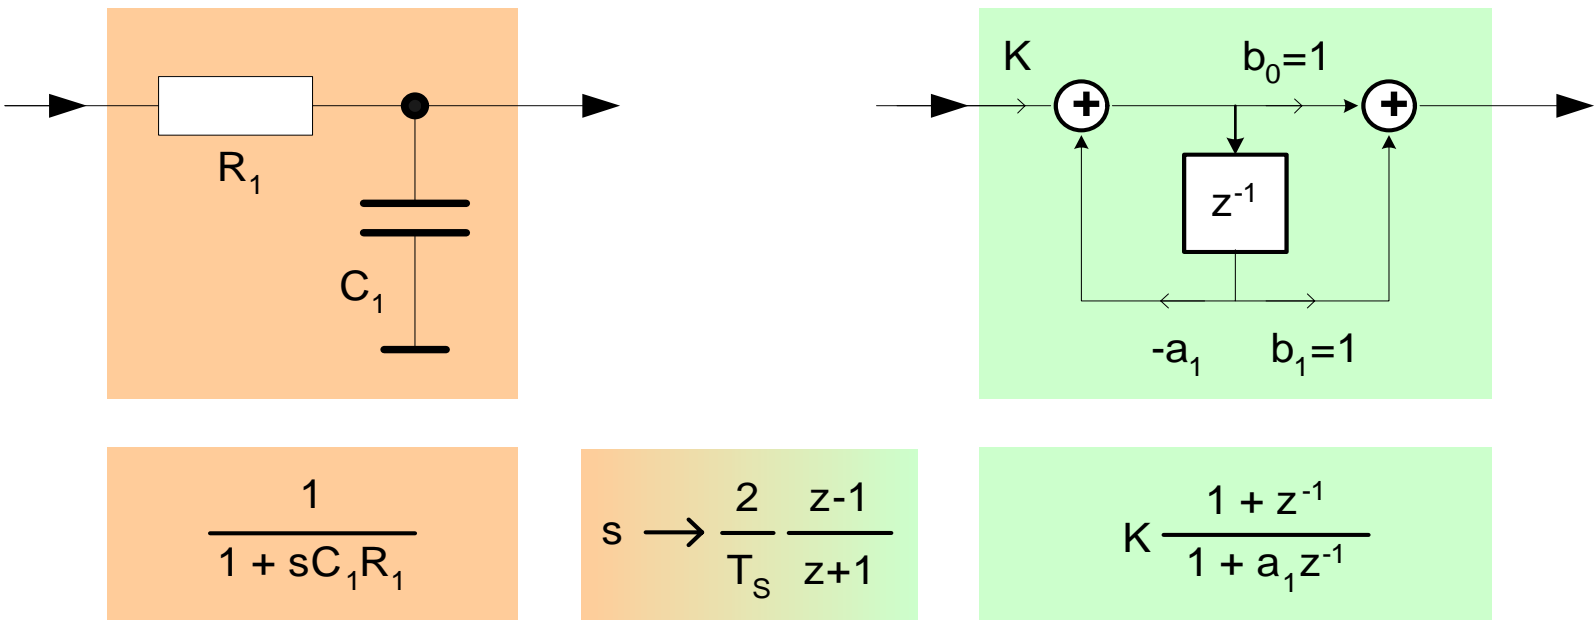 R₁
C₁
K
+
b₀=1
+
z⁻¹
-a₁
b₁=1
1
1 + sC₁R₁
s → 2 z-1
T_S z+1
K 1 + z⁻¹
1 + a₁z⁻¹